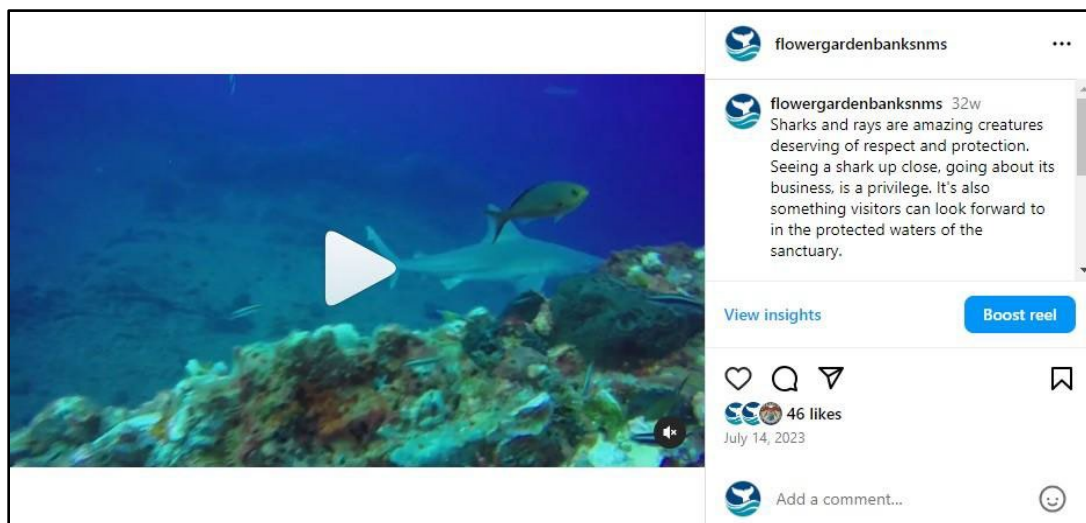 flowergardenbanksnms
flowergardenbanksnms 32w
Sharks and rays are amazing creatures
deserving of respect and protection.
Seeing a shark up close, going about its
business, is a privilege. It's also
something visitors can look forward to
in the protected waters of the
sanctuary.
View insights
Boost reel
46 likes
July 14, 2023
Add a comment...